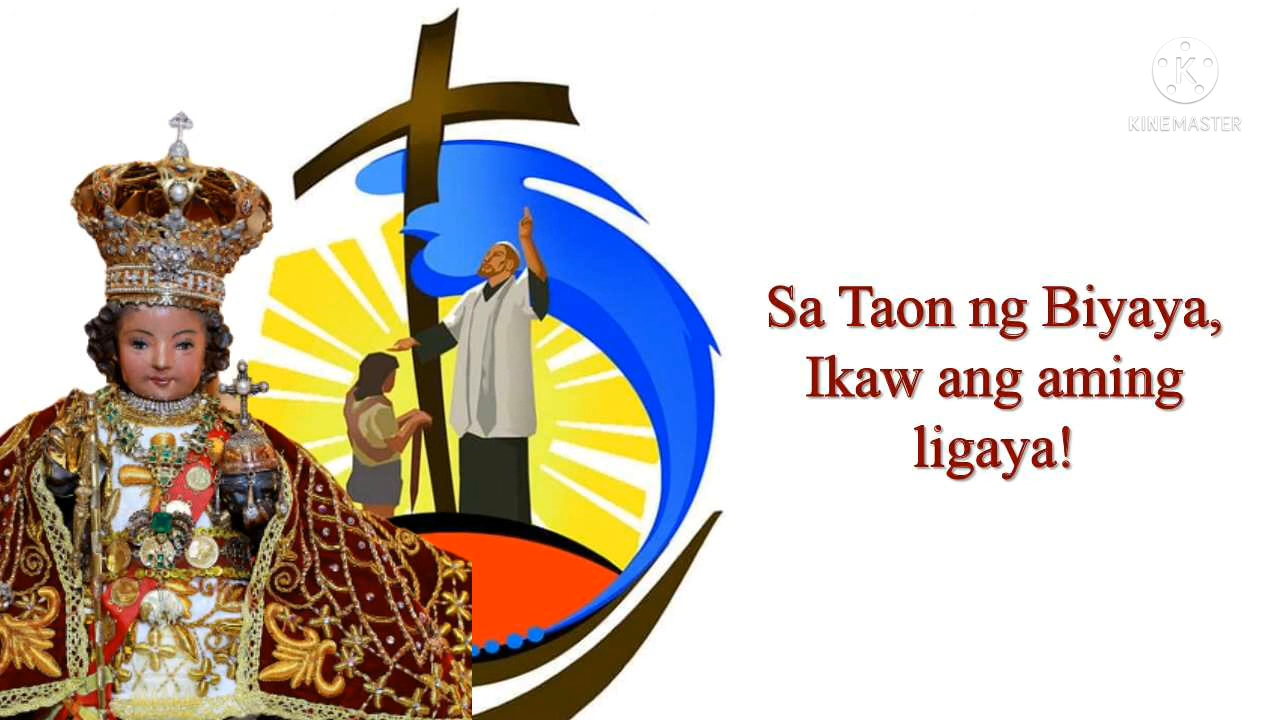 K
KINEMASTER
Sa Taon ng Biyaya,
Ikaw ang aming
ligaya!